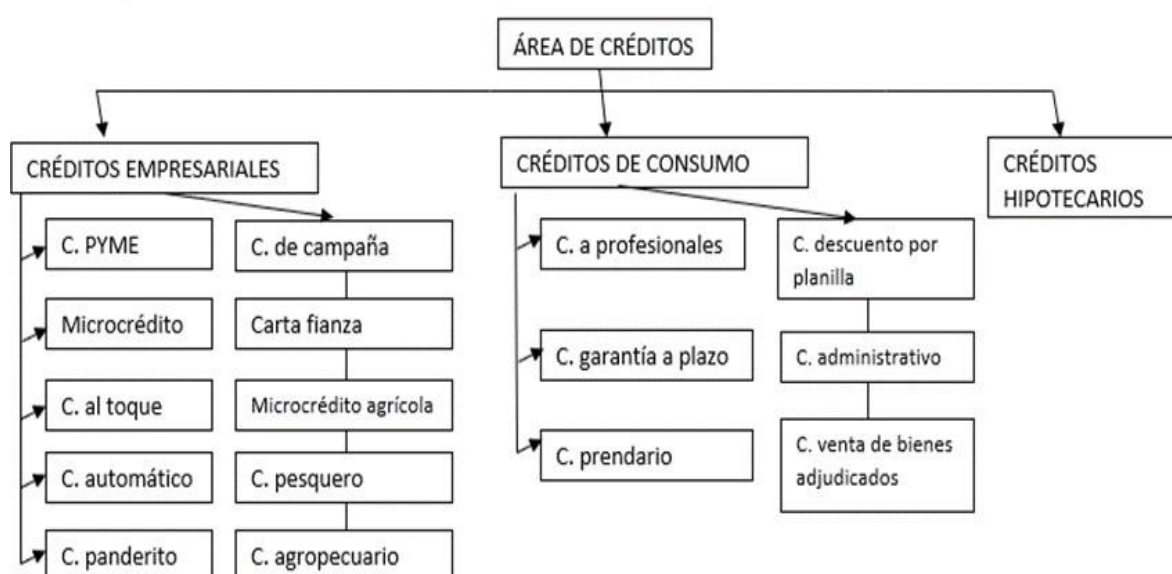 ÁREA DE CRÉDITOS
CRÉDITOS EMPRESARIALES
C. PYME
Microcrédito
C. al toque
C. automático
C. panderito
C. de campaña
Carta fianza
Microcrédito agrícola
C. pesquero
C. agropecuario
CRÉDITOS DE CONSUMO
C. a profesionales
C. garantía a plazo
C. prendario
C. descuento por
planilla
C. administrativo
C. venta de bienes
adjudicados
CRÉDITOS
HIPOTECARIOS